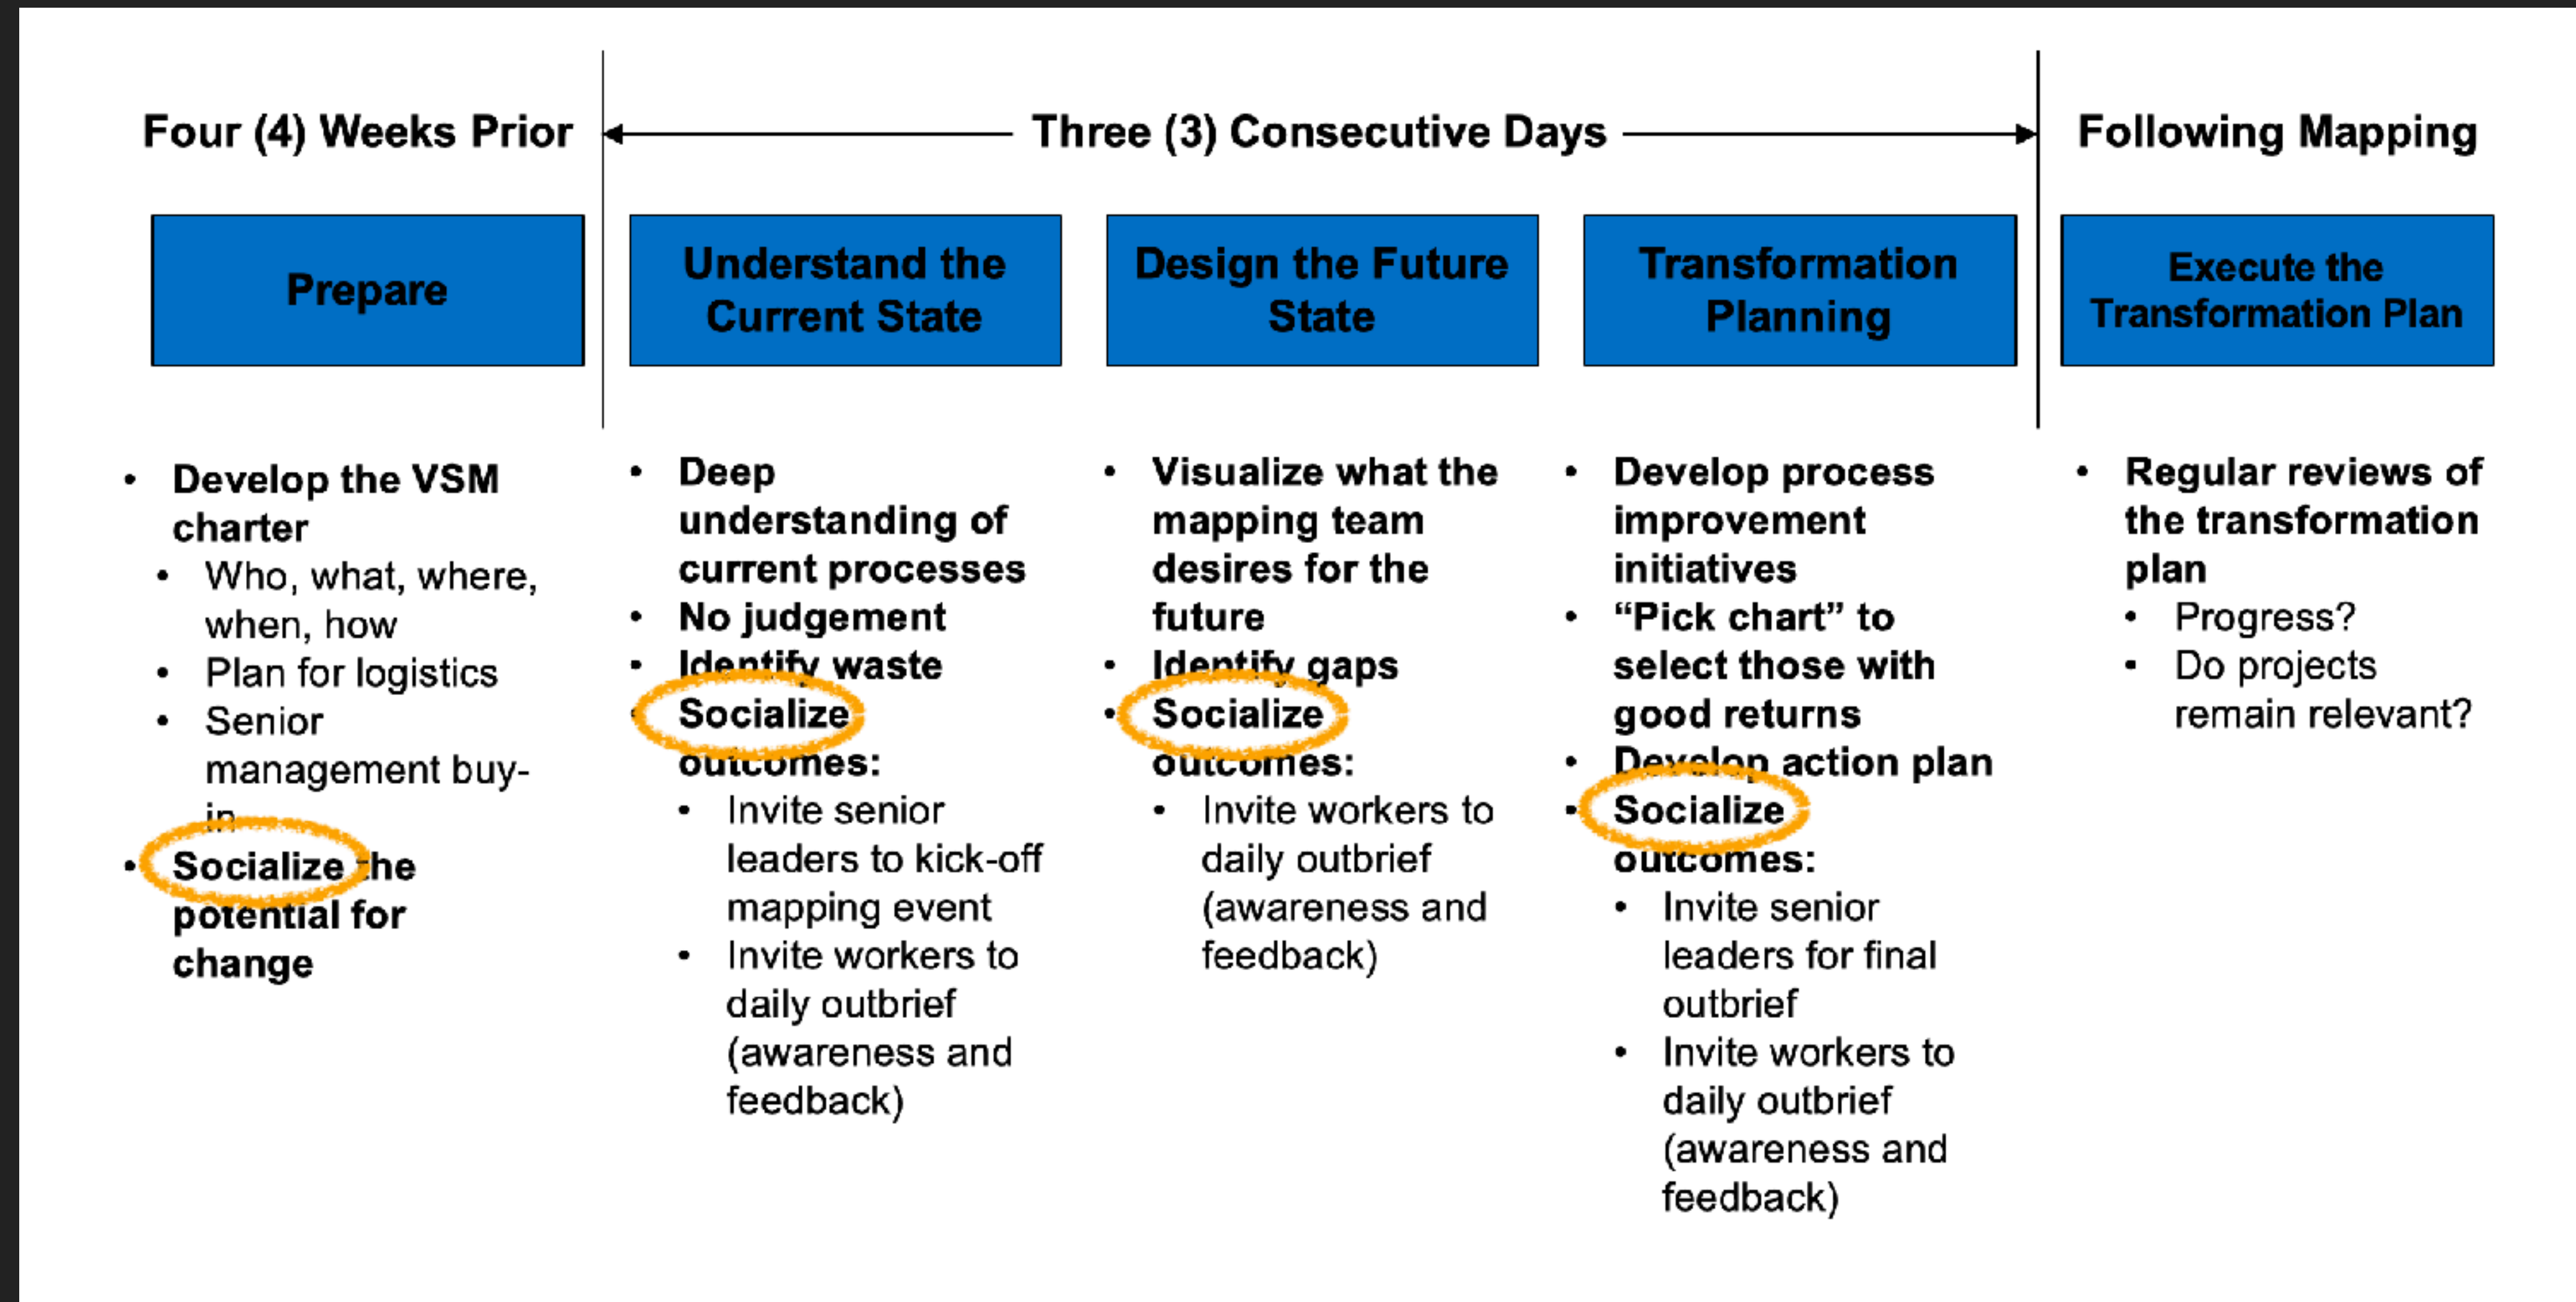 Four (4) Weeks Prior
Three (3) Consecutive Days
Following Mapping
Prepare
Understand the
Current State
Design the Future
State
Transformation
Planning
Execute the
Transformation Plan
• Develop the VSM
charter
• Who, what, where,
when, how
• Plan for logistics
• Senior
management buy-
in
• Socialize the
potential for
change
• Deep
understanding of
current processes
• No judgement
• Identify waste
• Socialize
outcomes:
• Invite senior
leaders to kick-off
mapping event
• Invite workers to
daily outbrief
(awareness and
feedback)
• Visualize what the
mapping team
desires for the
future
• Identify gaps
• Socialize
outcomes:
• Invite workers to
daily outbrief
(awareness and
feedback)
• Develop process
improvement
initiatives
• “Pick chart” to
select those with
good returns
• Develop action plan
• Socialize
outcomes:
• Invite senior
leaders for final
outbrief
• Invite workers to
daily outbrief
(awareness and
feedback)
• Regular reviews of
the transformation
plan
• Progress?
• Do projects
remain relevant?